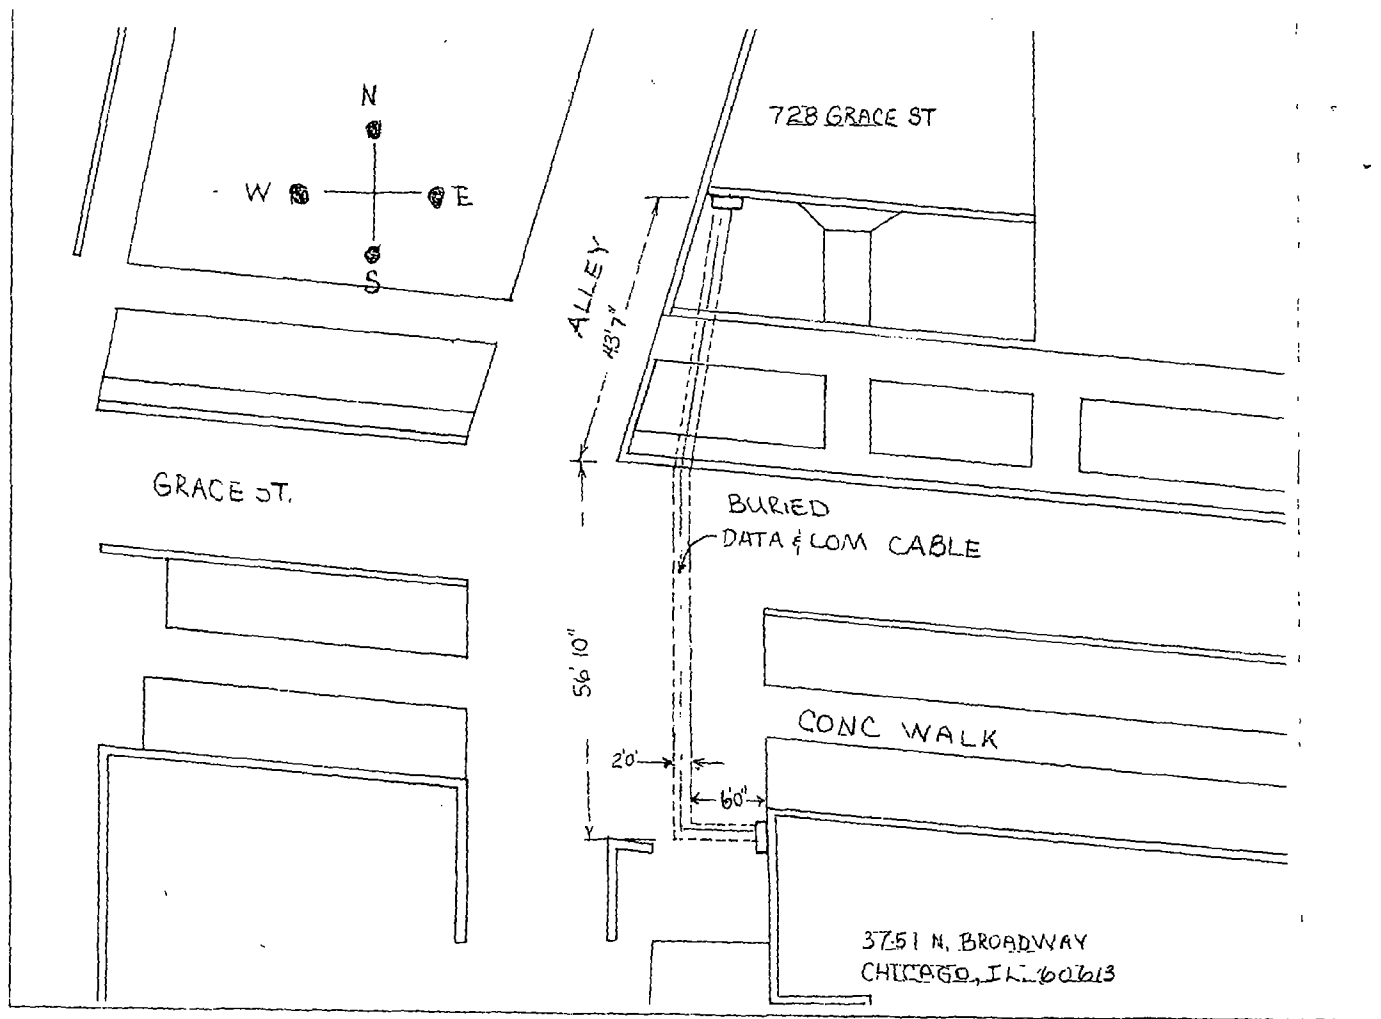 N
728 GRACE ST
W E
S
ALLEY
43'7"
GRACE ST.
BURIED
DATA & COM CABLE
56'10"
CONC WALK
2'0"
6'0"
3751 N. BROADWAY
CHICAGO, IL. 60613